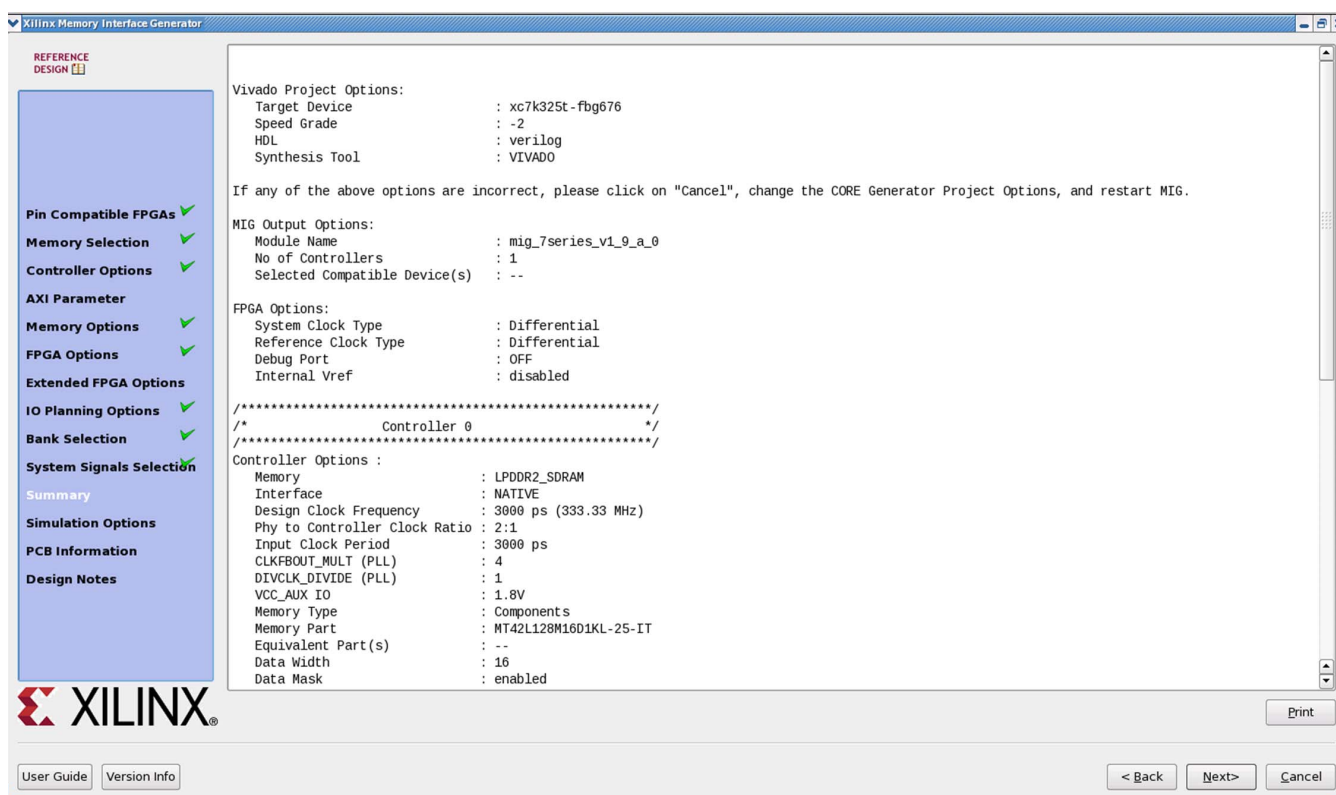 Xilinx Memory Interface Generator
REFERENCE
DESIGN
Pin Compatible FPGAs
Memory Selection
Controller Options
AXI Parameter
Memory Options
FPGA Options
Extended FPGA Options
IO Planning Options
Bank Selection
System Signals Selection
Summary
Simulation Options
PCB Information
Design Notes
XILINX®
Vivado Project Options:
Target Device : xc7k325t-fbg676
Speed Grade : -2
HDL : verilog
Synthesis Tool : VIVADO
If any of the above options are incorrect, please click on "Cancel", change the CORE Generator Project Options, and restart MIG.
MIG Output Options:
Module Name : mig_7series_v1_9_a_0
No of Controllers : 1
Selected Compatible Device(s) : --
FPGA Options:
System Clock Type : Differential
Reference Clock Type : Differential
Debug Port : OFF
Internal Vref : disabled
/*******************************************************/
/* Controller 0 */
/*******************************************************/
Controller Options :
Memory : LPDDR2_SDRAM
Interface : NATIVE
Design Clock Frequency : 3000 ps (333.33 MHz)
Phy to Controller Clock Ratio : 2:1
Input Clock Period : 3000 ps
CLKFBOUT_MULT (PLL) : 4
DIVCLK_DIVIDE (PLL) : 1
VCC_AUX IO : 1.8V
Memory Type : Components
Memory Part : MT42L128M16D1KL-25-IT
Equivalent Part(s) : --
Data Width : 16
Data Mask : enabled
Print
User Guide
Version Info
< Back
Next>
Cancel